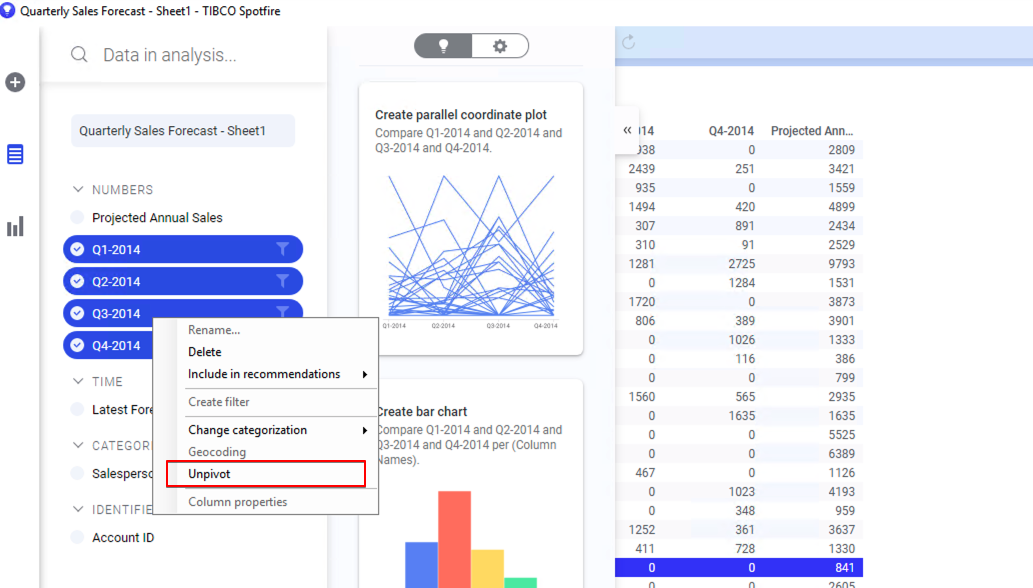 Quarterly Sales Forecast - Sheet1 - TIBCO Spotfire
Data in analysis...
Quarterly Sales Forecast - Sheet1
NUMBERS
Projected Annual Sales
Q1-2014
Q2-2014
Q3-2014
Q4-2014
TIME
Latest Fore
CATEGOR
Salesperso
IDENTIFIE
Account ID
Rename...
Delete
Include in recommendations
Create filter
Change categorization
Geocoding
Unpivot
Column properties
Create parallel coordinate plot
Compare Q1-2014 and Q2-2014 and
Q3-2014 and Q4-2014.
Q1-2014 Q2-2014 Q3-2014 Q4-2014
Create bar chart
Compare Q1-2014 and Q2-2014 and
Q3-2014 and Q4-2014 per (Column
Names).
014 Q4-2014 Projected Ann...
938 0 2809
2439 251 3421
935 0 1559
1494 420 4899
307 891 2434
310 91 2529
1281 2725 9793
0 1284 1531
1720 0 3873
806 389 3901
0 1026 1333
0 116 386
0 0 799
1560 565 2935
0 1635 1635
0 0 5525
0 0 6389
467 0 1126
0 1023 4193
0 348 959
1252 361 3637
411 728 1330
0 0 841
0 0 2605